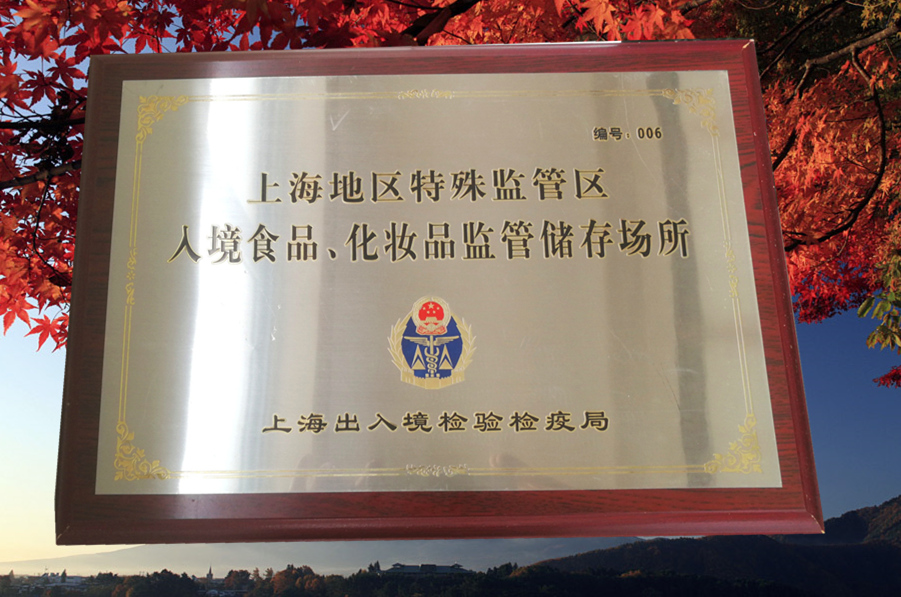 编号：006
上海地区特殊监管区
入境食品、化妆品监管储存场所
上海出入境检验检疫局